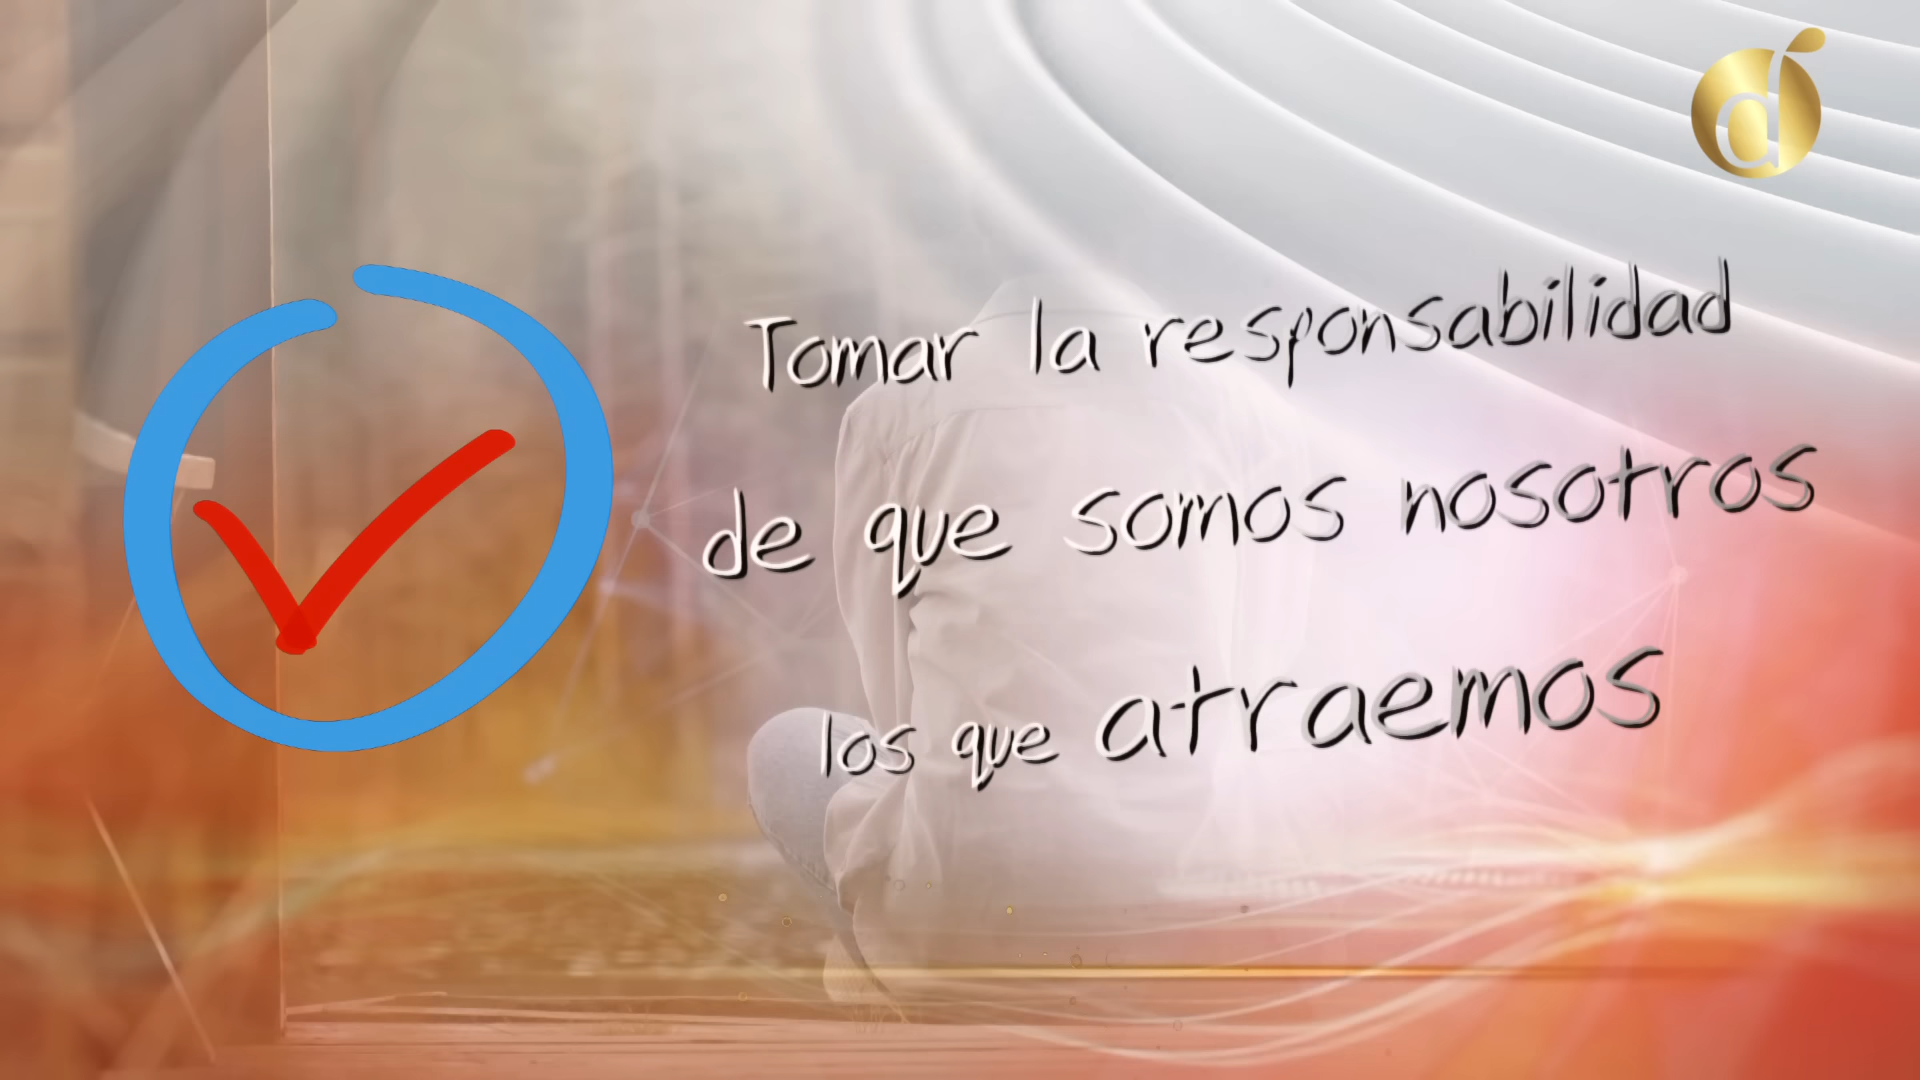 Tomar la responsabilidad
de que somos nosotros
los que atraemos